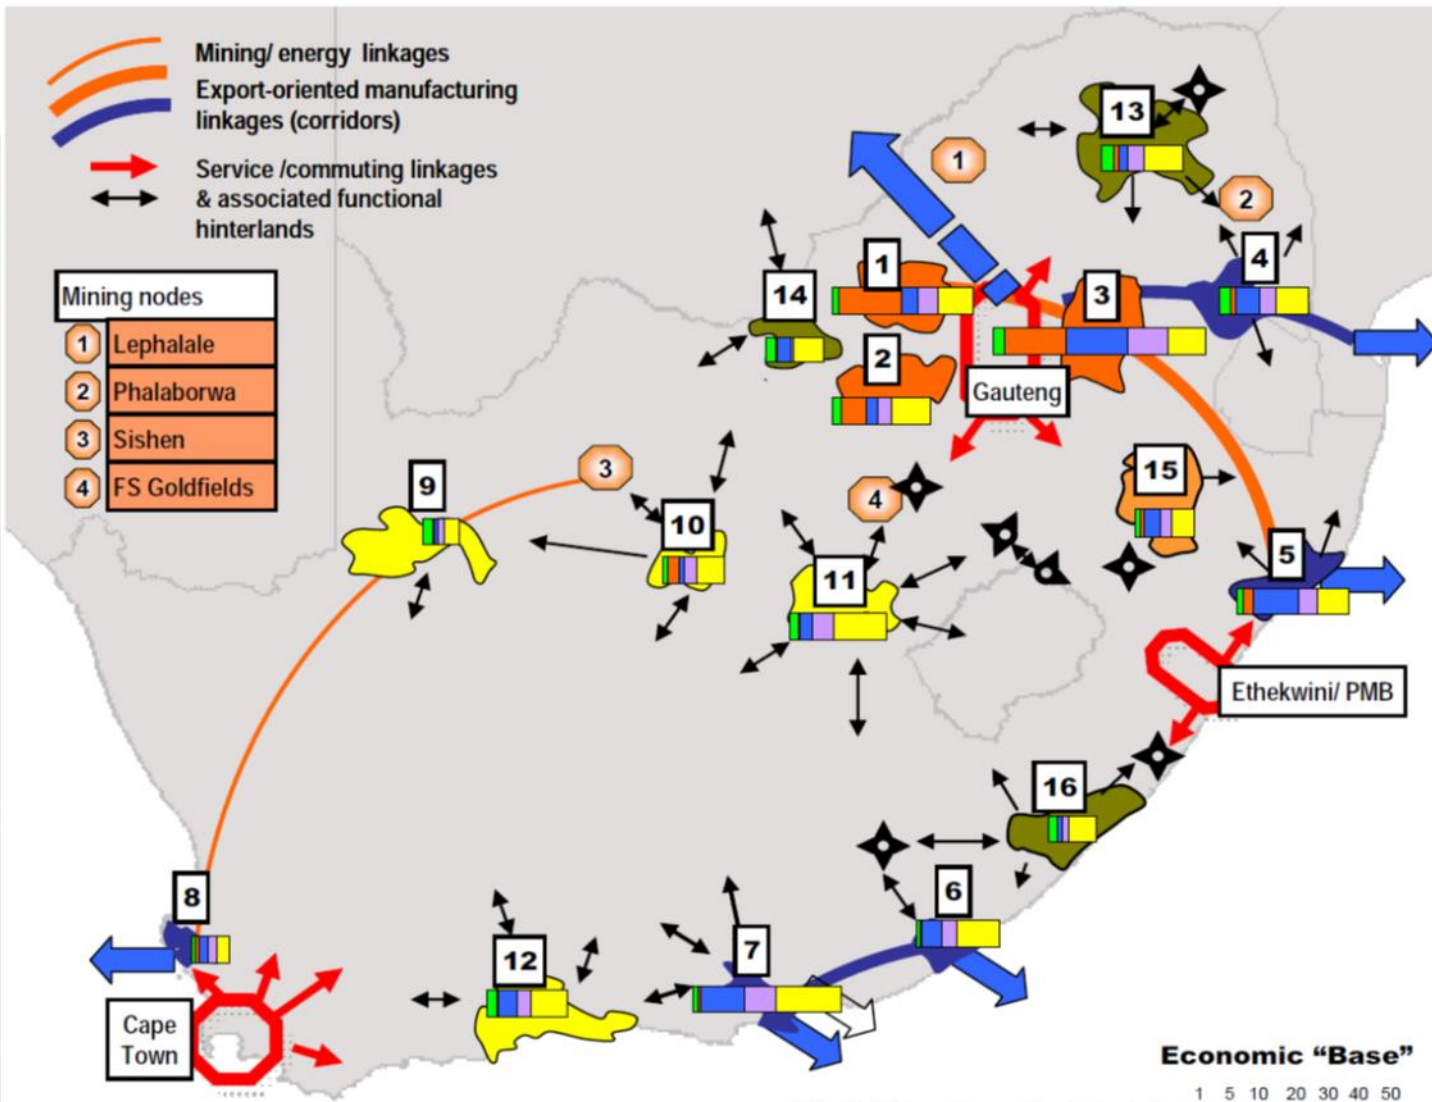 Mining/ energy linkages
Export-oriented manufacturing
linkages (corridors)
Service /commuting linkages
& associated functional
hinterlands
Mining nodes
1 Lephalale
2 Phalaborwa
3 Sishen
4 FS Goldfields
13
1
2
4
1
3
14
2
Gauteng
15
9
3
4
10
11
5
Ethekwini/ PMB
16
8
6
7
12
Cape
Town
Economic “Base”
1 5 10 20 30 40 50